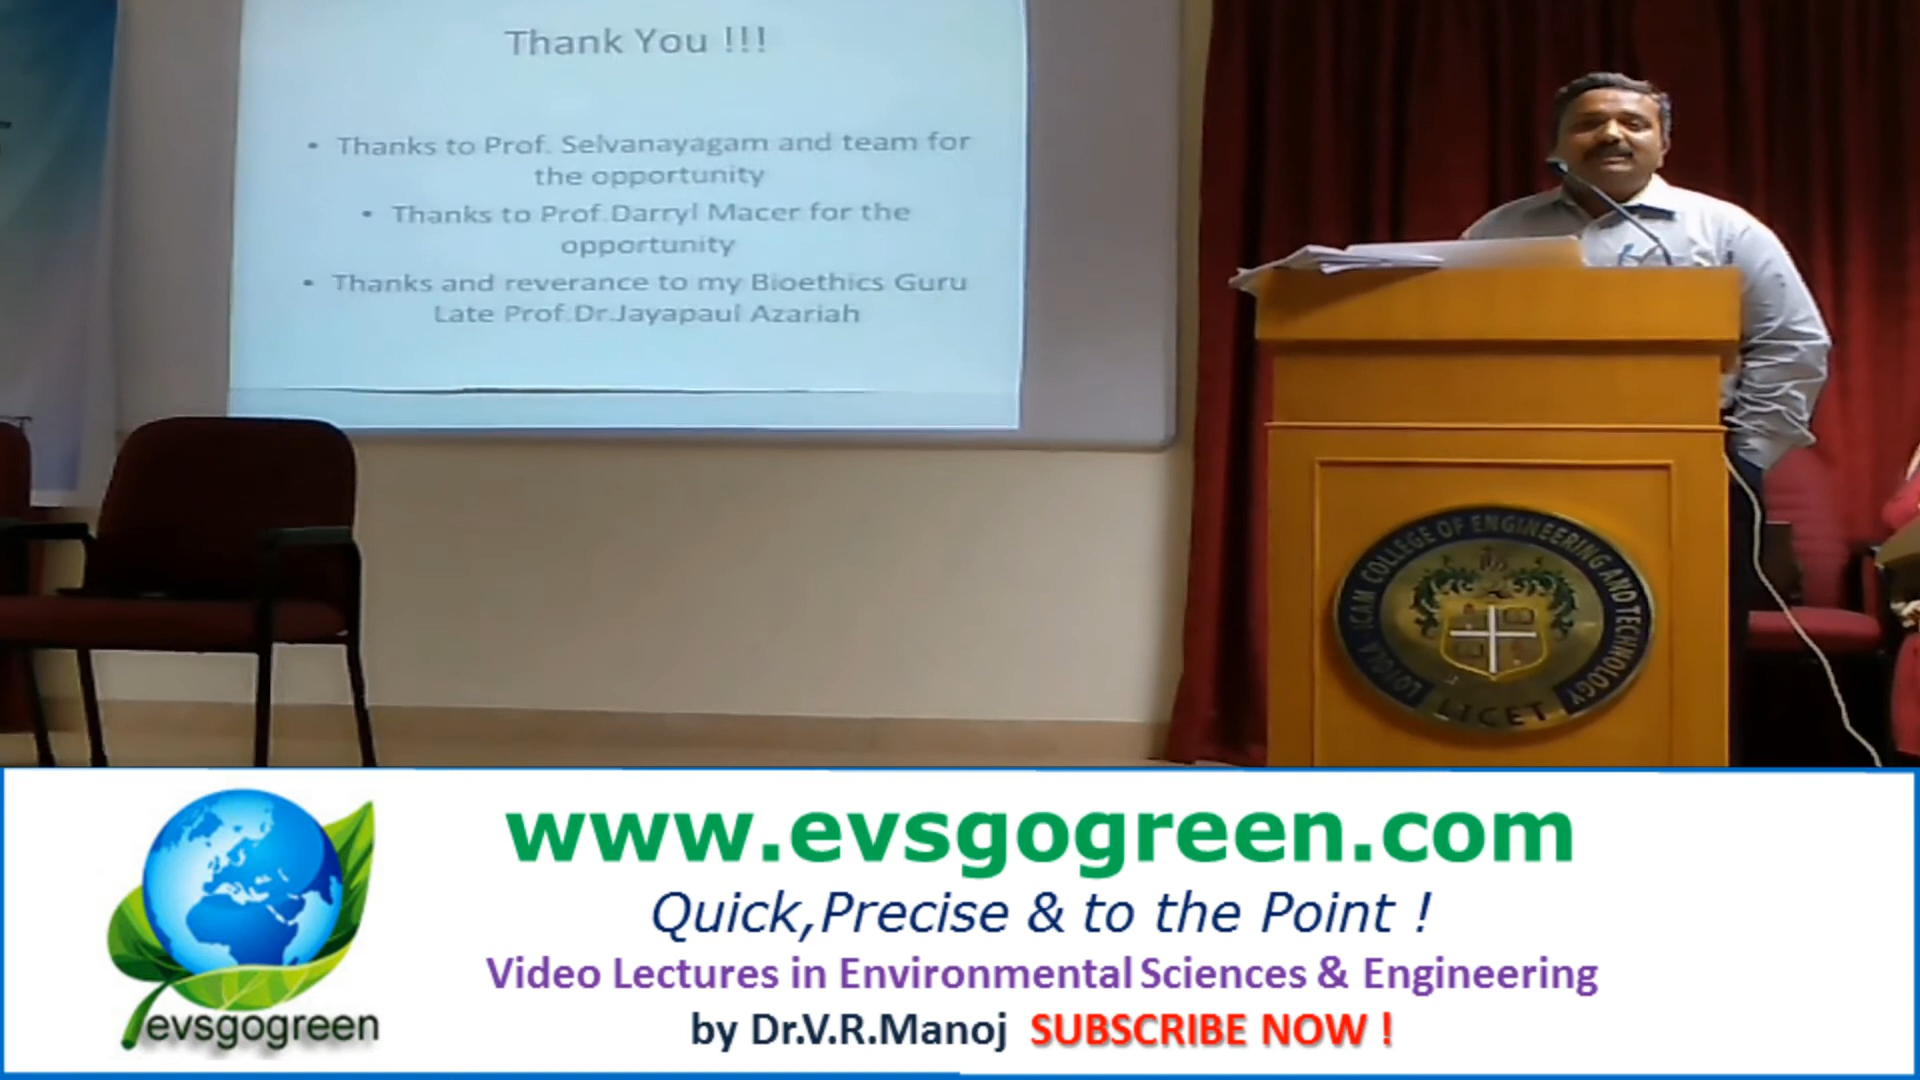 Thank You !!!
• Thanks to Prof. Selvanayagam and team for
the opportunity
• Thanks to Prof.Darryl Macer for the
opportunity
• Thanks and reverance to my Bioethics Guru
Late Prof.Dr.Jayapaul Azariah
LOYOLA ICAM COLLEGE OF ENGINEERING AND TECHNOLOGY
LICET
www.evsgogreen.com
Quick,Precise & to the Point !
Video Lectures in Environmental Sciences & Engineering
by Dr.V.R.Manoj SUBSCRIBE NOW !
evsgogreen